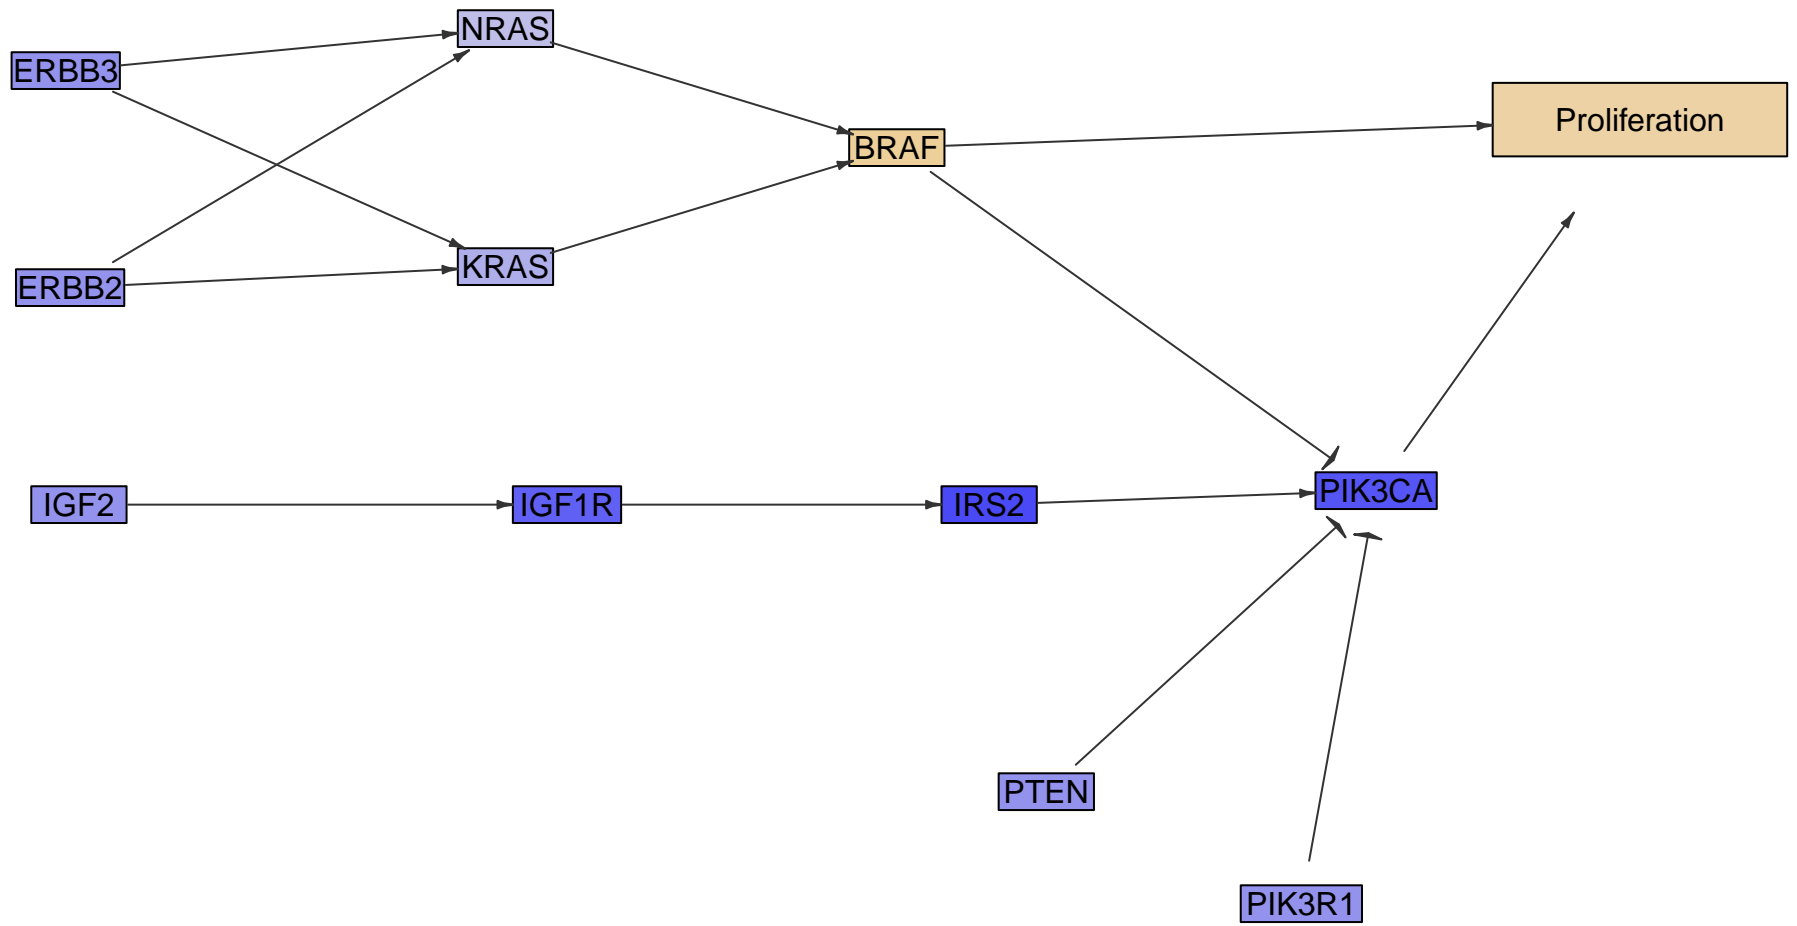 NRAS
ERBB3
Proliferation
BRAF
KRAS
ERBB2
PIK3CA
IGF2
IGF1R
IRS2
PTEN
PIK3R1